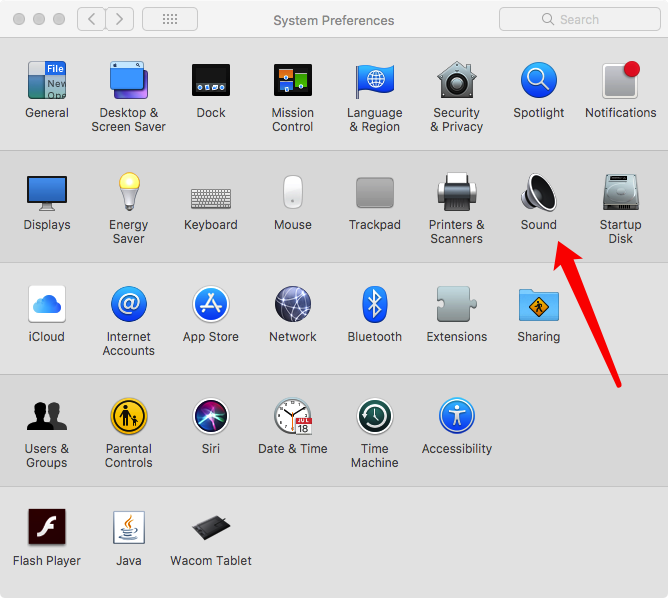 System Preferences
Search
File
New
Ope
General
Desktop &
Screen Saver
Dock
Mission
Control
Language
& Region
Security
& Privacy
Spotlight
Notifications
Displays
Energy
Saver
Keyboard
Mouse
Trackpad
Printers &
Scanners
Sound
Startup
Disk
iCloud
@
Internet
Accounts
App Store
Network
Bluetooth
Extensions
Sharing
Users &
Groups
Parental
Controls
Siri
JUL
18
Date & Time
Time
Machine
Accessibility
Flash Player
Java
Java
Wacom Tablet